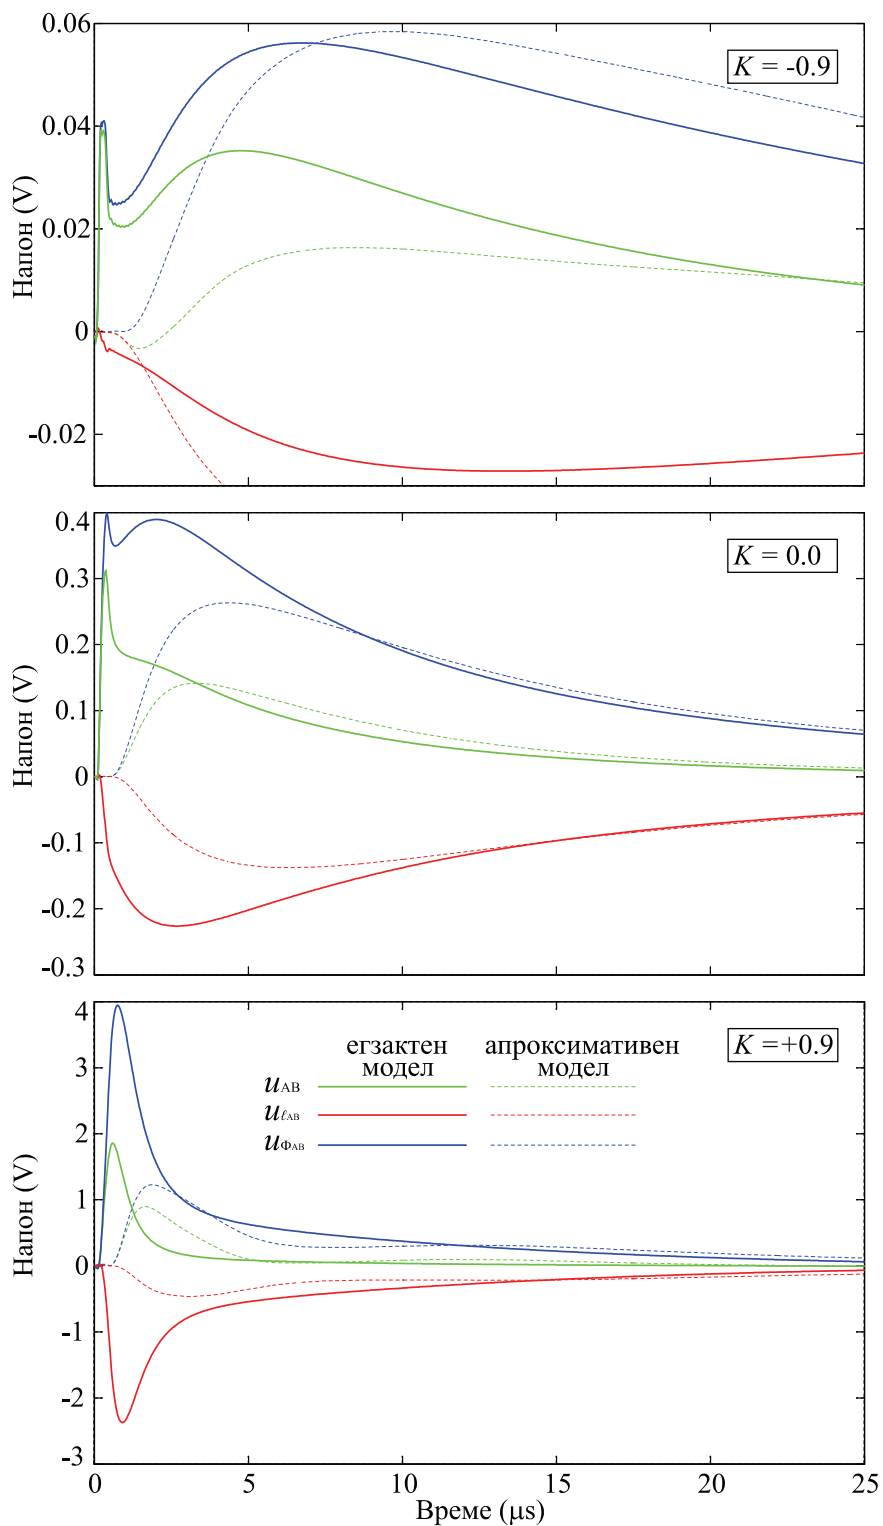 0.06
0.04
0.02
0
-0.02
Напон (V)
K = -0.9
0.4
0.3
0.2
0.1
0
-0.1
-0.2
-0.3
Напон (V)
K = 0.0
4
3
2
1
0
-1
-2
-3
Напон (V)
K = +0.9
егзактен модел
апроксимативен модел
uAB
uℓAB
uΦAB
0 5 10 15 20 25
Време (μs)